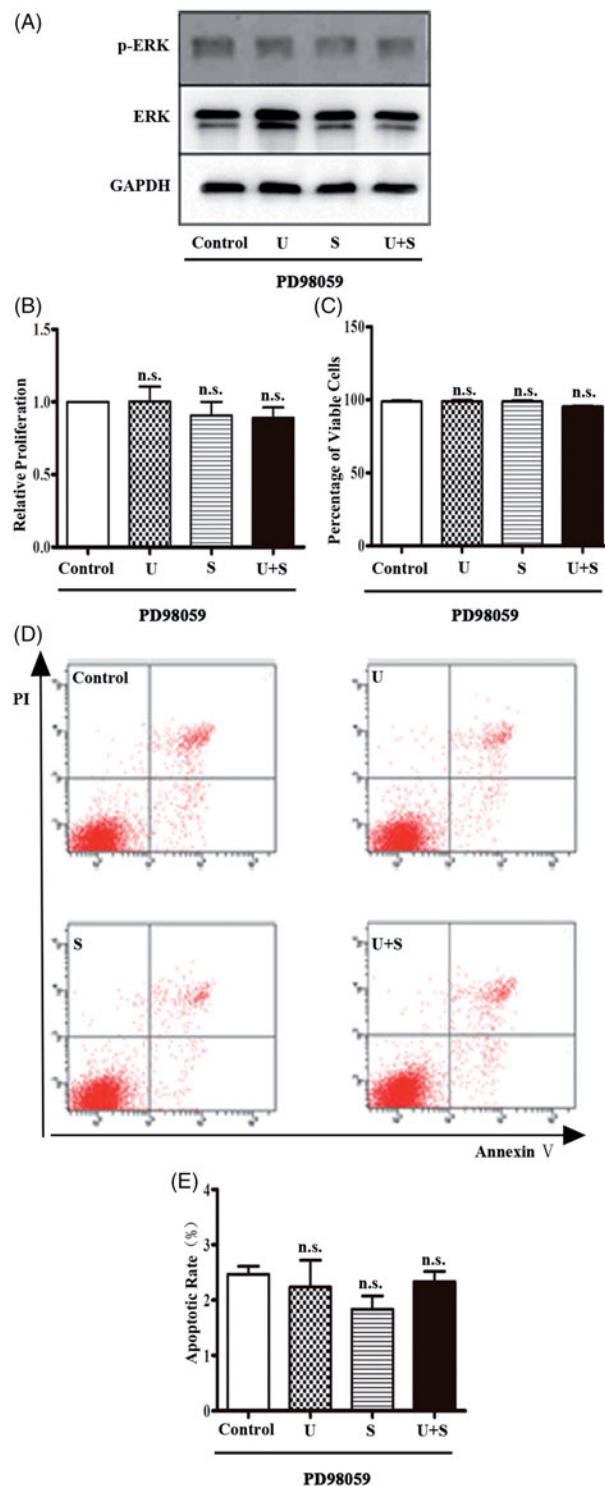 (A)
p-ERK
ERK
GAPDH
Control U S U+S
PD98059
(B)
1.5
1.0
0.5
0.0
Relative Proliferation
n.s. n.s. n.s.
Control U S U+S
PD98059
(C)
150
100
50
0
Percentage of Viable Cells
n.s. n.s. n.s.
Control U S U+S
PD98059
(D)
PI
Control
U
S
U+S
Annexin V
(E)
4
3
2
1
0
Apoptotic Rate (%)
n.s. n.s. n.s.
Control U S U+S
PD98059